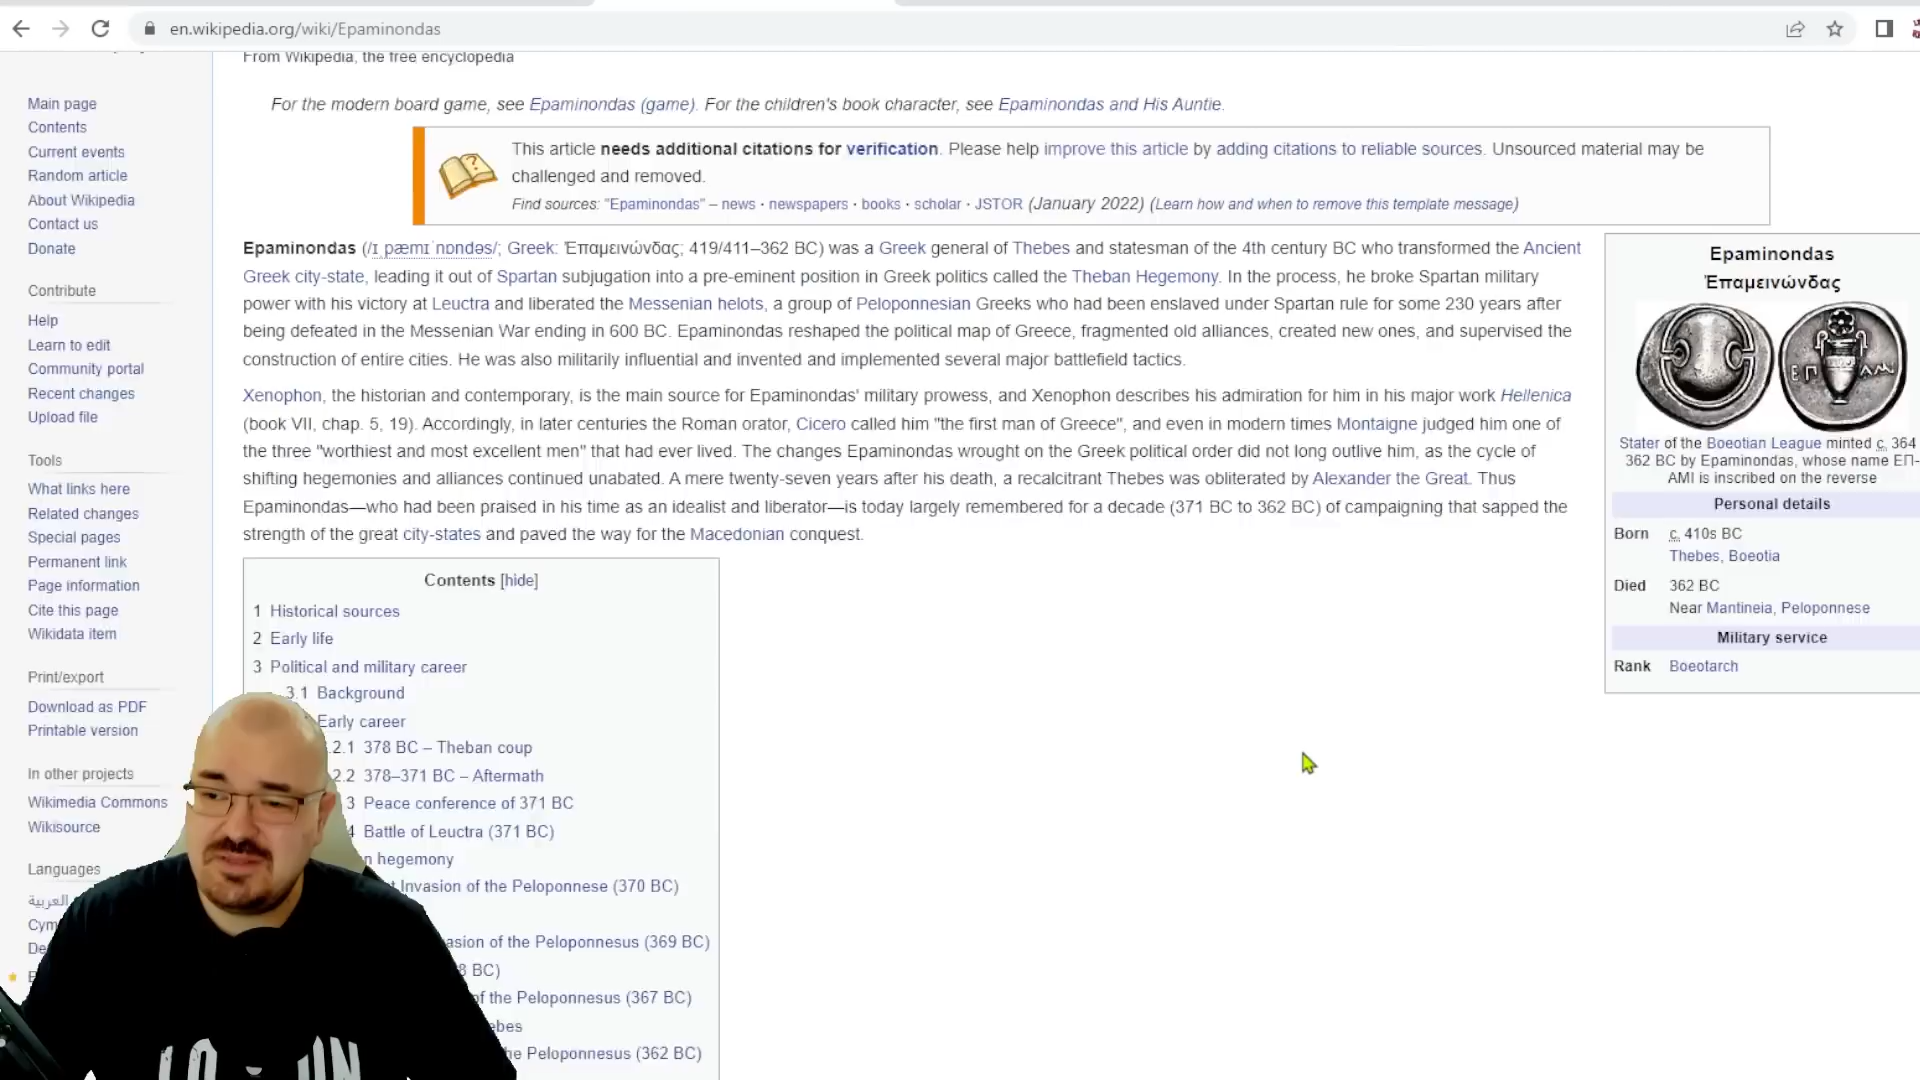 en.wikipedia.org/wiki/Epaminondas
From Wikipedia, the free encyclopedia
Main page
Contents
Current events
Random article
About Wikipedia
Contact us
Donate
Contribute
Help
Learn to edit
Community portal
Recent changes
Upload file
Tools
What links here
Related changes
Special pages
Permanent link
Page information
Cite this page
Wikidata item
Print/export
Download as PDF
Printable version
In other projects
Wikimedia Commons
Wikisource
Languages
العربية
For the modern board game, see Epaminondas (game). For the children's book character, see Epaminondas and His Auntie.
This article needs additional citations for verification. Please help improve this article by adding citations to reliable sources. Unsourced material may be
challenged and removed.
Find sources: "Epaminondas" – news · newspapers · books · scholar · JSTOR (January 2022) (Learn how and when to remove this template message)
Epaminondas (/ɪˌpæmɪˈnɒndəs/; Greek: Ἐπαμεινώνδας; 419/411–362 BC) was a Greek general of Thebes and statesman of the 4th century BC who transformed the Ancient
Greek city-state, leading it out of Spartan subjugation into a pre-eminent position in Greek politics called the Theban Hegemony. In the process, he broke Spartan military
power with his victory at Leuctra and liberated the Messenian helots, a group of Peloponnesian Greeks who had been enslaved under Spartan rule for some 230 years after
being defeated in the Messenian War ending in 600 BC. Epaminondas reshaped the political map of Greece, fragmented old alliances, created new ones, and supervised the
construction of entire cities. He was also militarily influential and invented and implemented several major battlefield tactics.
Xenophon, the historian and contemporary, is the main source for Epaminondas' military prowess, and Xenophon describes his admiration for him in his major work Hellenica
(book VII, chap. 5, 19). Accordingly, in later centuries the Roman orator, Cicero called him "the first man of Greece", and even in modern times Montaigne judged him one of
the three "worthiest and most excellent men" that had ever lived. The changes Epaminondas wrought on the Greek political order did not long outlive him, as the cycle of
shifting hegemonies and alliances continued unabated. A mere twenty-seven years after his death, a recalcitrant Thebes was obliterated by Alexander the Great. Thus
Epaminondas—who had been praised in his time as an idealist and liberator—is today largely remembered for a decade (371 BC to 362 BC) of campaigning that sapped the
strength of the great city-states and paved the way for the Macedonian conquest.
Contents [hide]
1 Historical sources
2 Early life
3 Political and military career
3.1 Background
Early career
.2.1 378 BC – Theban coup
2.2 378–371 BC – Aftermath
3 Peace conference of 371 BC
4 Battle of Leuctra (371 BC)
n hegemony
t Invasion of the Peloponnese (370 BC)
asion of the Peloponnesus (369 BC)
8 BC)
of the Peloponnesus (367 BC)
ebes
he Peloponnesus (362 BC)
Epaminondas
Ἐπαμεινώνδας
ΕΠ ΑΜ
Stater of the Boeotian League minted c. 364
362 BC by Epaminondas, whose name ΕΠ-
ΑΜΙ is inscribed on the reverse
Personal details
Born c. 410s BC
Thebes, Boeotia
Died 362 BC
Near Mantineia, Peloponnese
Military service
Rank Boeotarch